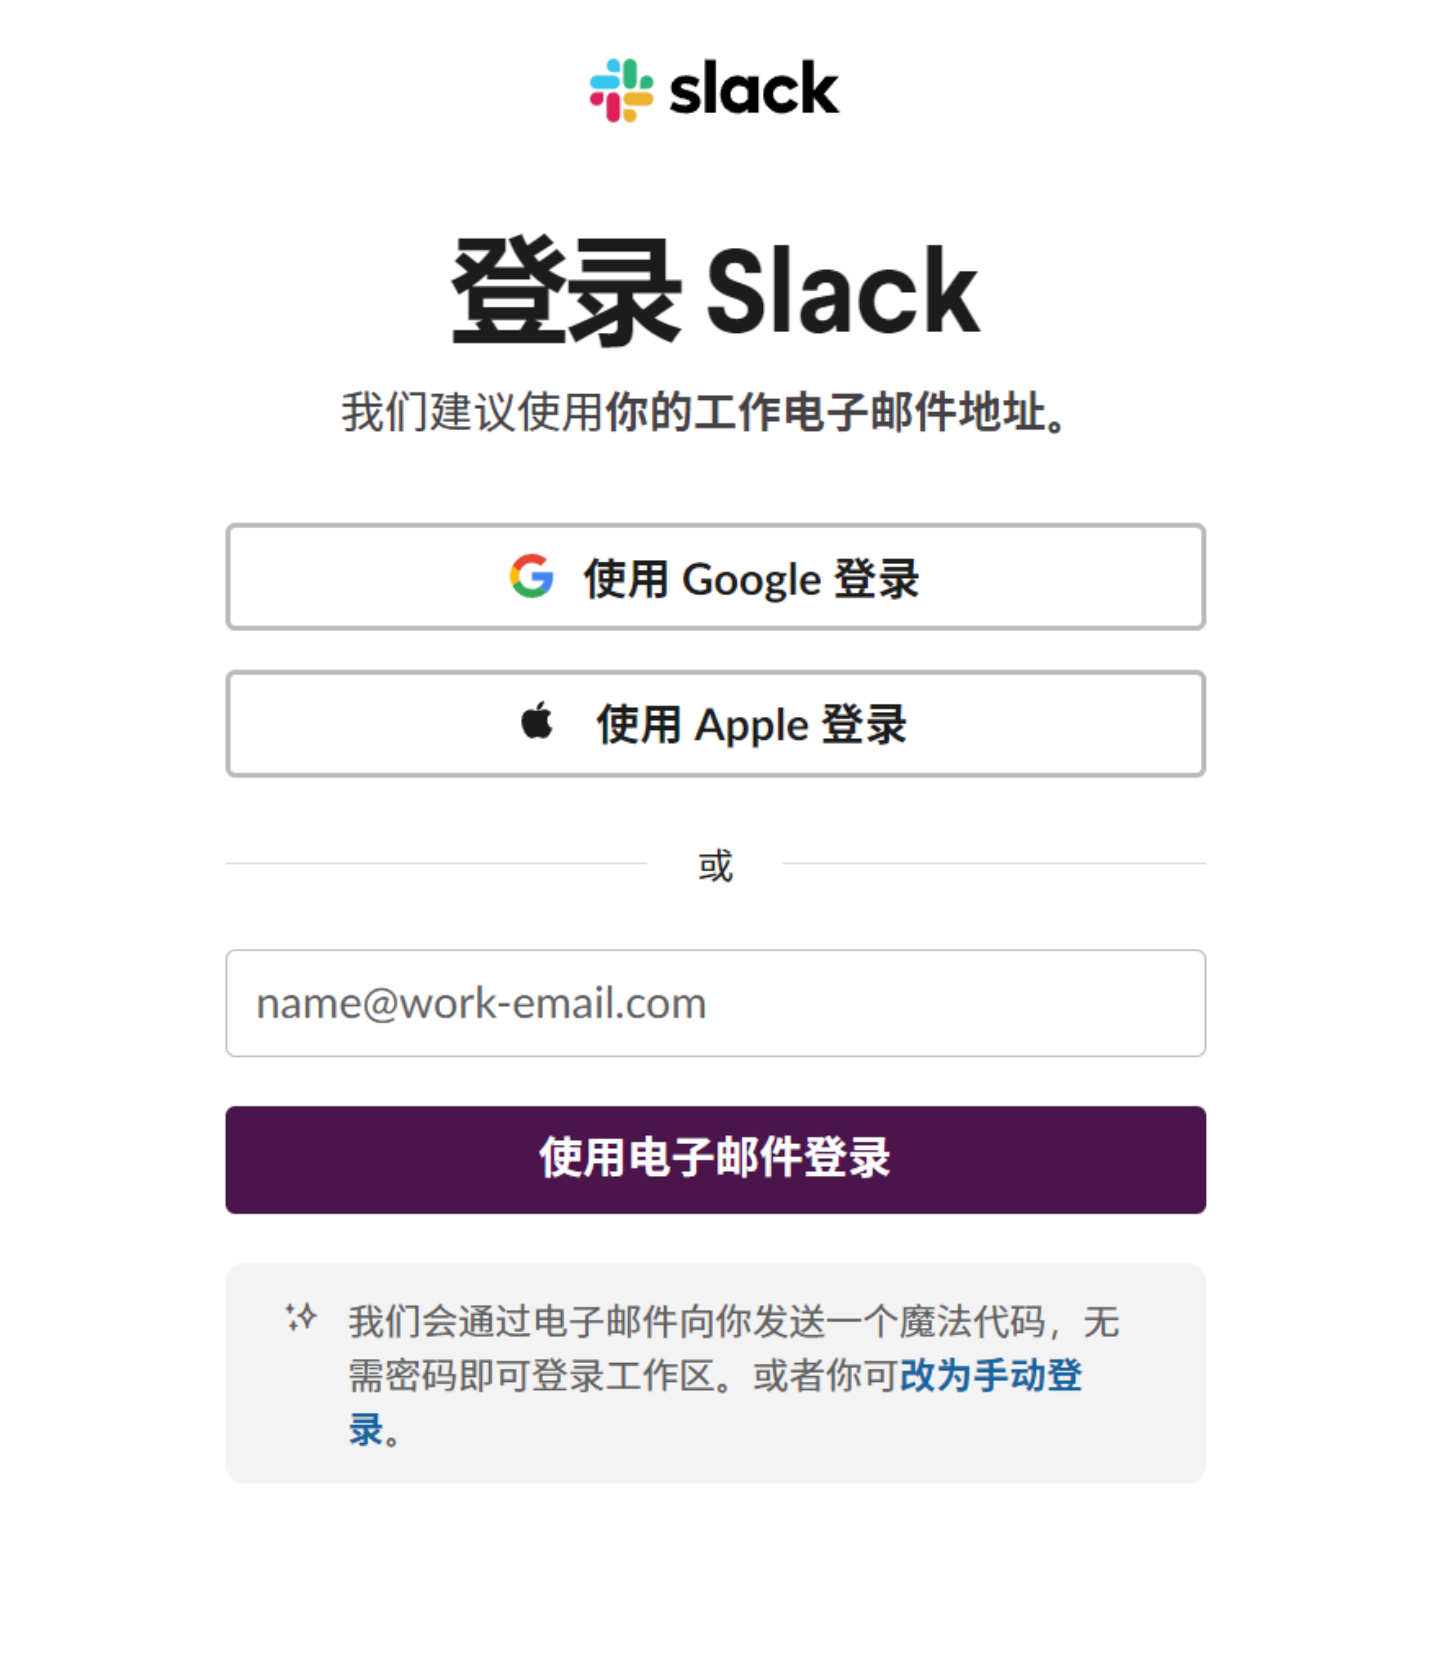 slack
登录 Slack
我们建议使用你的工作电子邮件地址。
使用 Google 登录
使用 Apple 登录
或
name@work-email.com
使用电子邮件登录
我们会通过电子邮件向你发送一个魔法代码，无
需密码即可登录工作区。或者你可改为手动登
录。